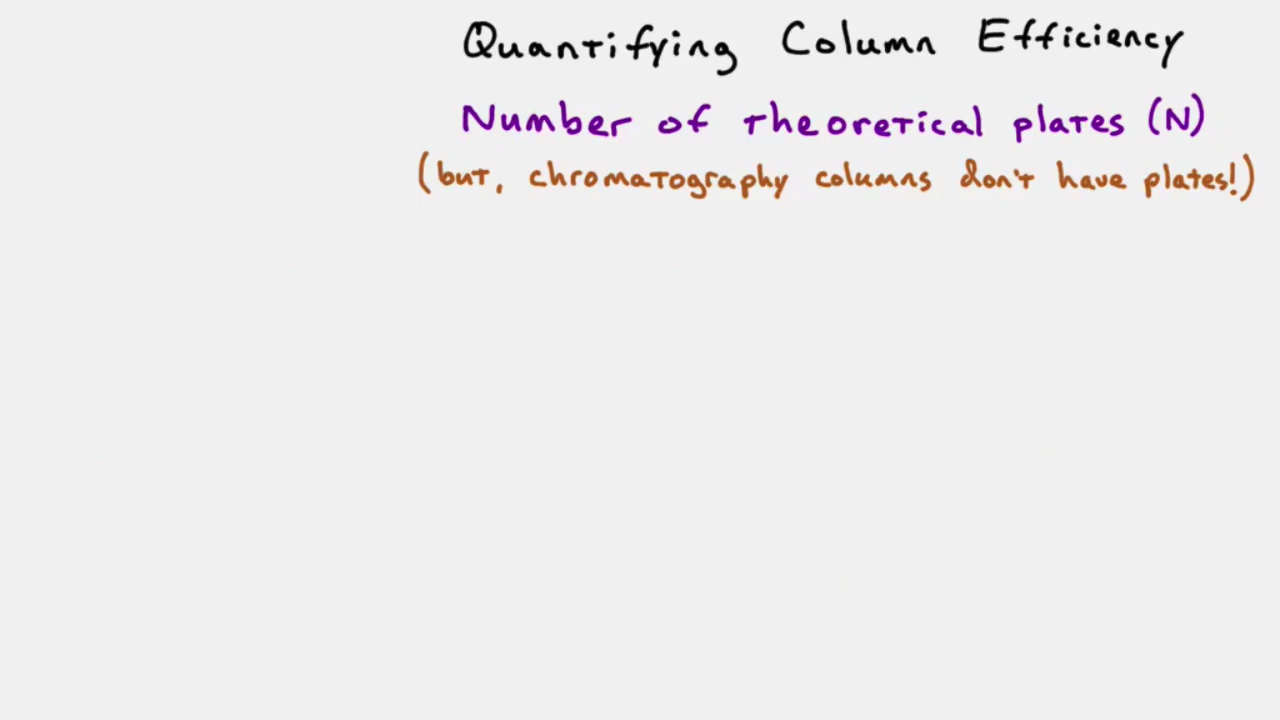 Quantifying Column Efficiency
Number of theoretical plates (N)
(but, chromatography columns don't have plates!)